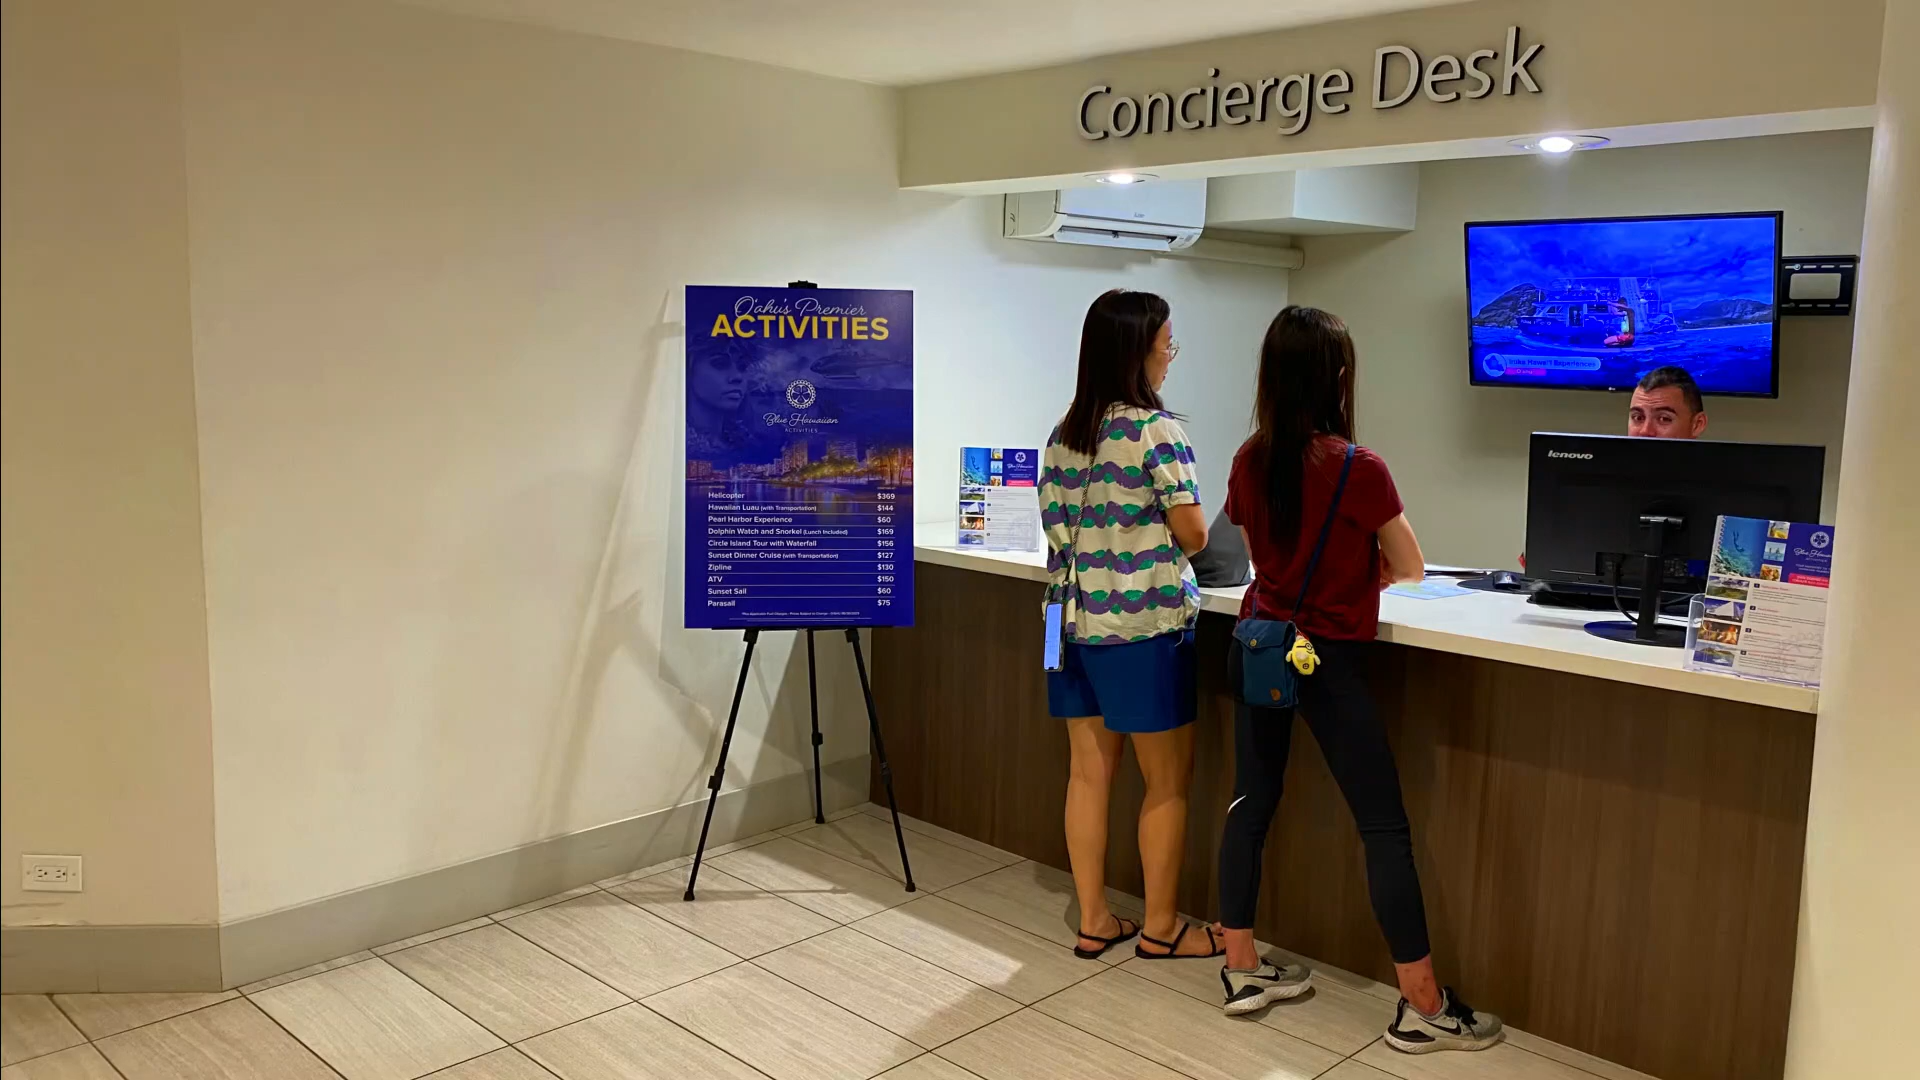 Concierge Desk
O'ahu's Premier
ACTIVITIES
Blue Hawaiian
ACTIVITIES
Helicopter $369
Hawaiian Luau (with Transportation) $144
Pearl Harbor Experience $60
Dolphin Watch and Snorkel (Lunch Included) $169
Circle Island Tour with Waterfall $156
Sunset Dinner Cruise (with Transportation) $127
Zipline $130
ATV $150
Sunset Sail $60
Parasail $75
lenovo
LG